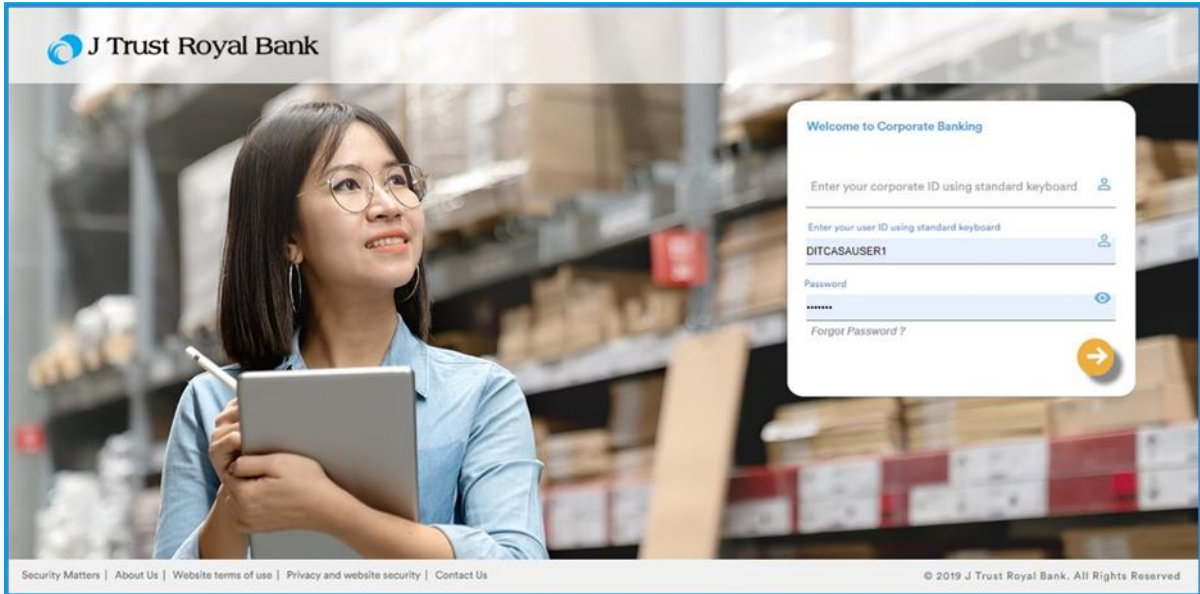 J Trust Royal Bank
Welcome to Corporate Banking
Enter your corporate ID using standard keyboard
Enter your user ID using standard keyboard
DITCASAUSER1
Password
•••••••
Forgot Password ?
Security Matters | About Us | Website terms of use | Privacy and website security | Contact Us
© 2019 J Trust Royal Bank. All Rights Reserved